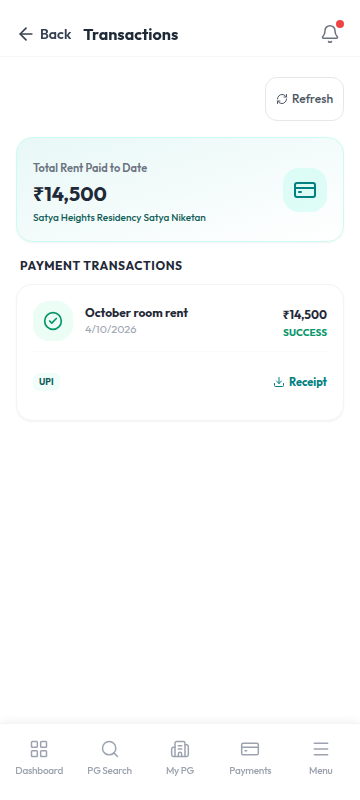 Back Transactions
Refresh
Total Rent Paid to Date
₹14,500
Satya Heights Residency Satya Niketan
PAYMENT TRANSACTIONS
October room rent ₹14,500
4/10/2026 SUCCESS
UPI Receipt
Dashboard PG Search My PG Payments Menu